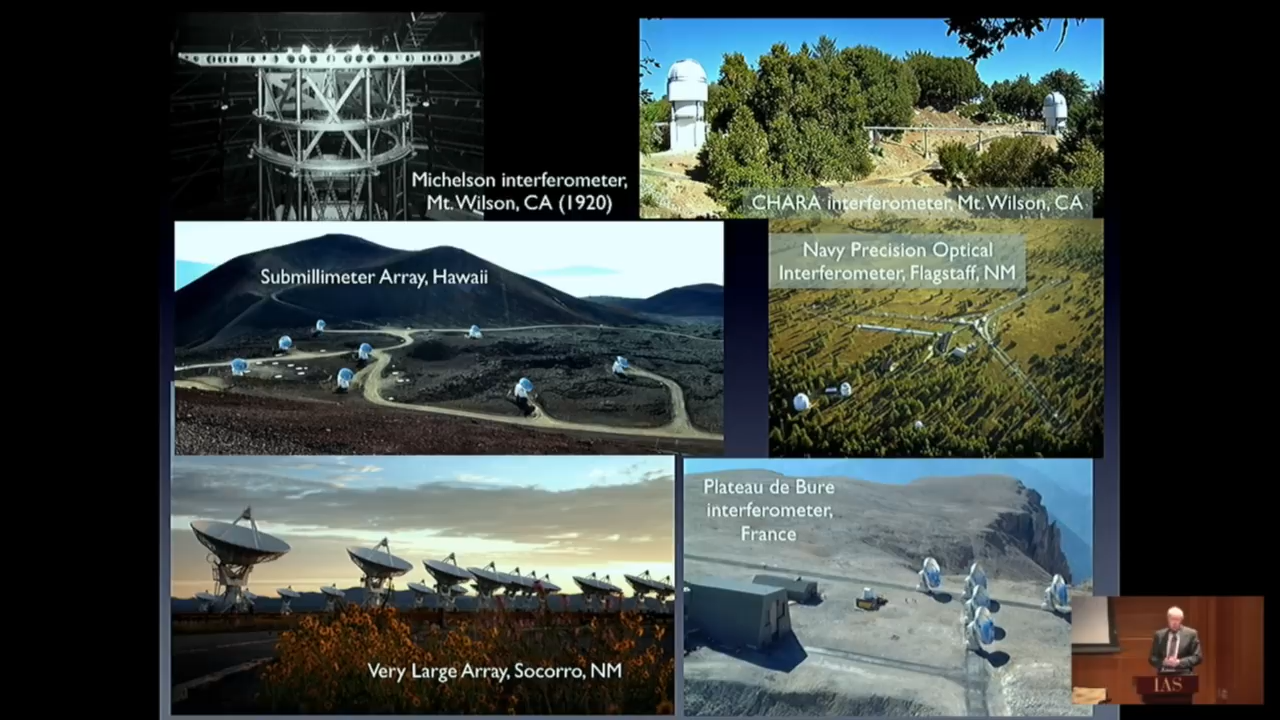 Michelson interferometer,
Mt. Wilson, CA (1920)
CHARA interferometer, Mt. Wilson, CA
Submillimeter Array, Hawaii
Navy Precision Optical
Interferometer, Flagstaff, NM
Plateau de Bure
interferometer,
France
Very Large Array, Socorro, NM
IAS